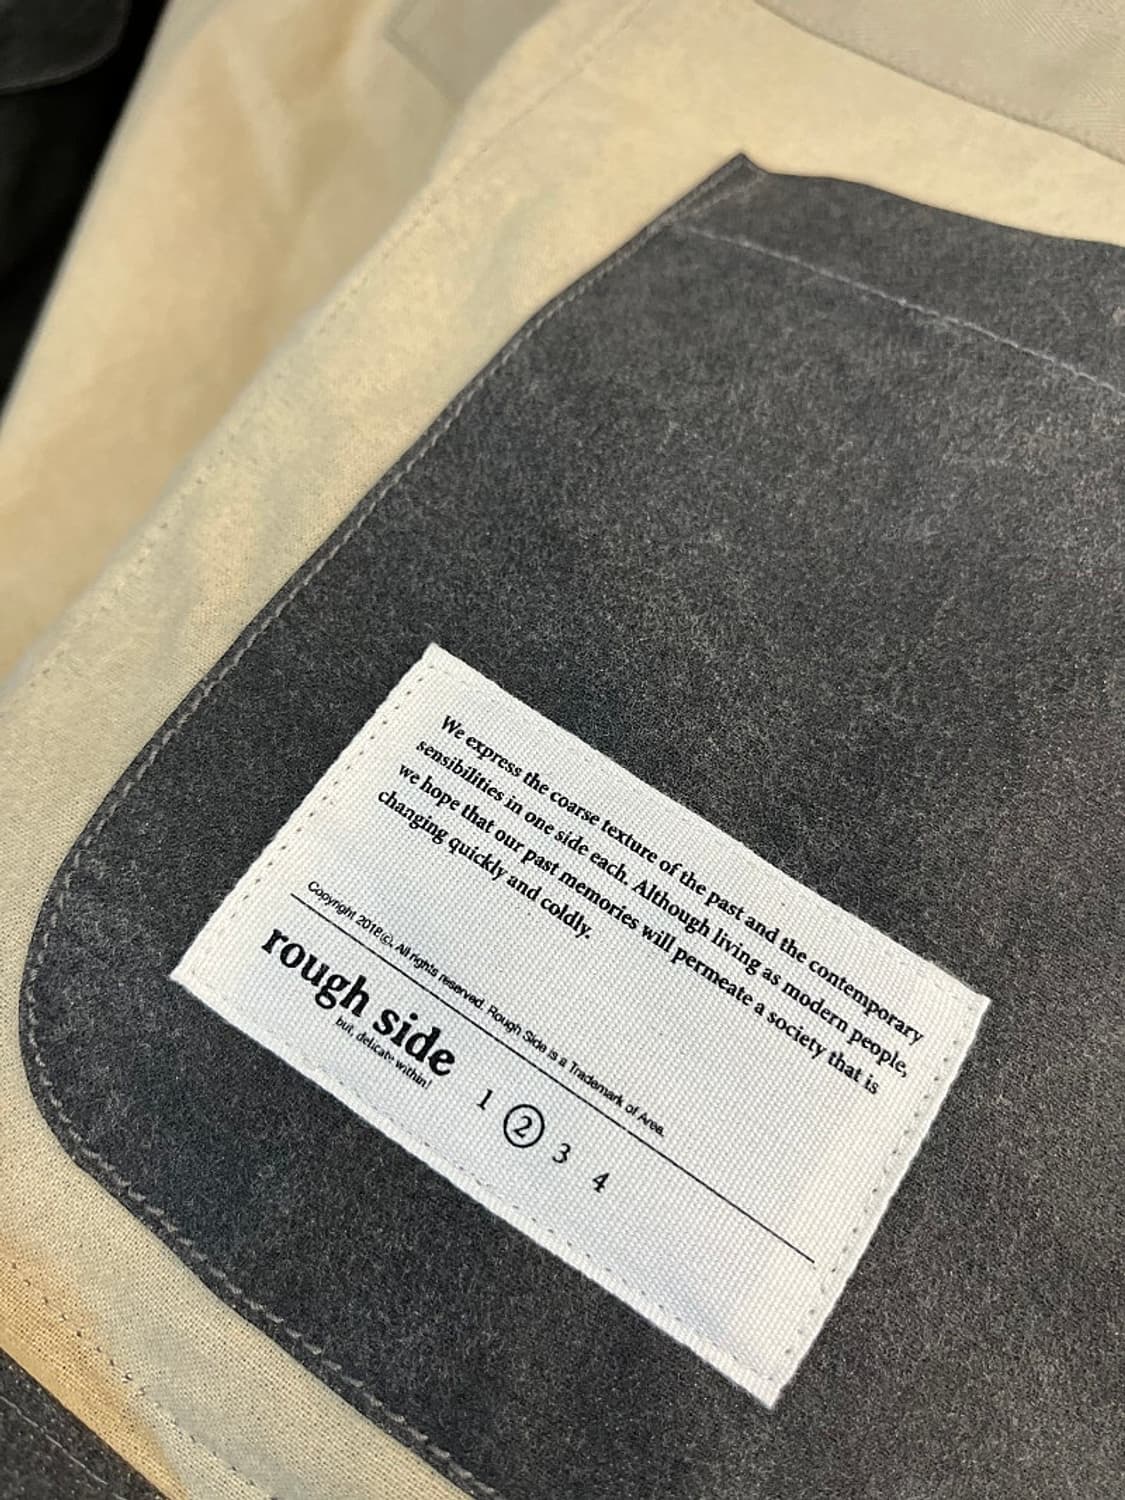 We express the coarse texture of the past and the contemporary
sensibilities in one side each. Although living as modern people,
we hope that our past memories will permeate a society that is
changing quickly and coldly.
Copyright 2018©. All rights reserved. Rough Side is a Trademark of Area.
rough side
but, delicate within!
1 2 3 4